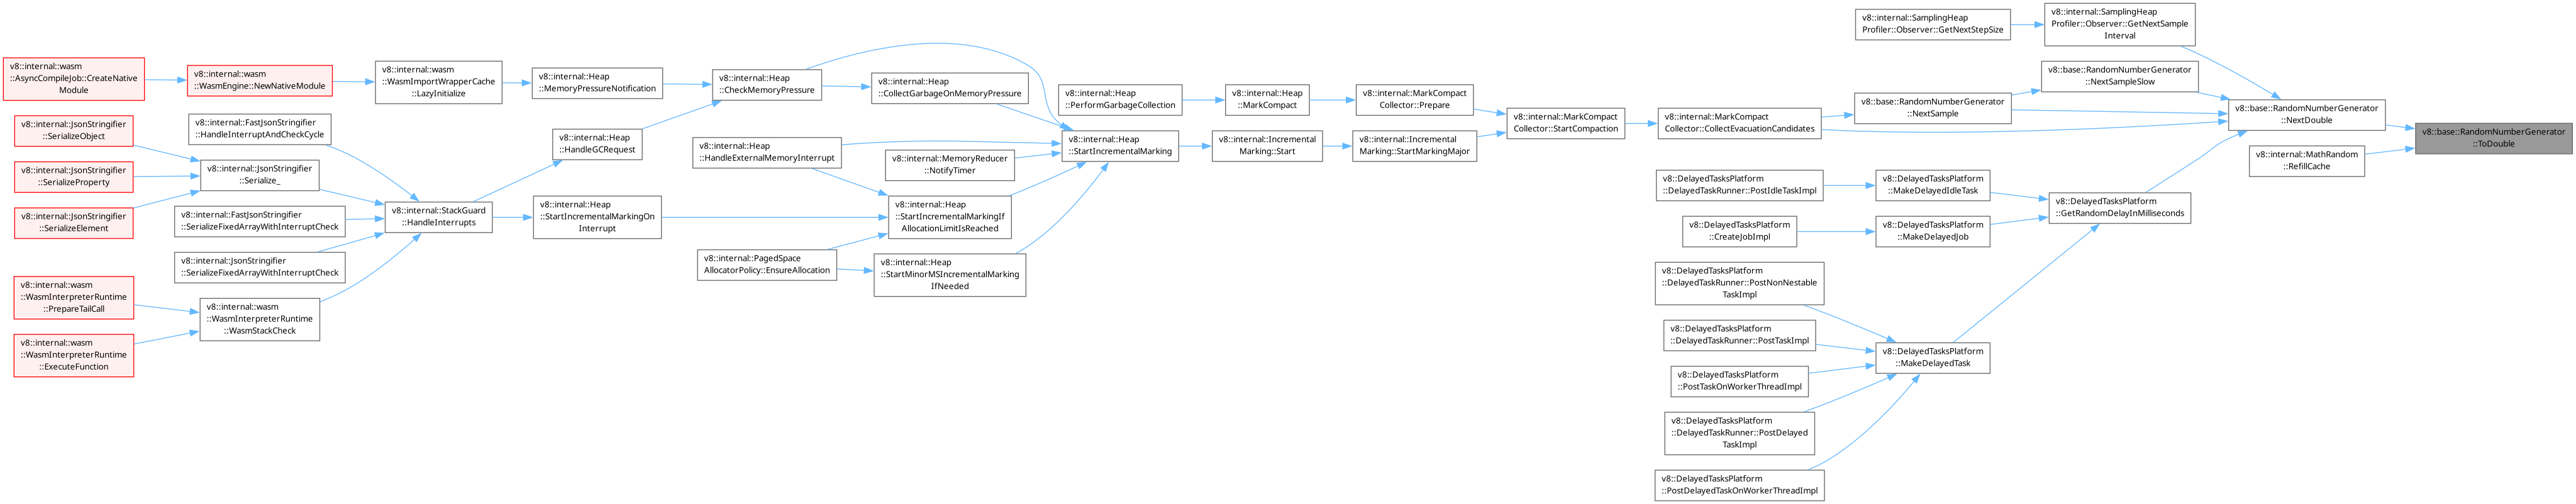 v8::internal::SamplingHeap
Profiler::Observer::GetNextStepSize
v8::internal::SamplingHeap
Profiler::Observer::GetNextSample
Interval
v8::internal::wasm
::AsyncCompileJob::CreateNative
Module
v8::internal::wasm
::WasmEngine::NewNativeModule
v8::internal::wasm
::WasmImportWrapperCache
::LazyInitialize
v8::internal::Heap
::MemoryPressureNotification
v8::internal::Heap
::CheckMemoryPressure
v8::internal::Heap
::CollectGarbageOnMemoryPressure
v8::internal::Heap
::PerformGarbageCollection
v8::internal::Heap
::MarkCompact
v8::internal::MarkCompact
Collector::Prepare
v8::internal::MarkCompact
Collector::StartCompaction
v8::internal::MarkCompact
Collector::CollectEvacuationCandidates
v8::base::RandomNumberGenerator
::NextSample
v8::base::RandomNumberGenerator
::NextSampleSlow
v8::base::RandomNumberGenerator
::NextDouble
v8::base::RandomNumberGenerator
::ToDouble
v8::internal::MathRandom
::RefillCache
v8::internal::JsonStringifier
::SerializeObject
v8::internal::FastJsonStringifier
::HandleInterruptAndCheckCycle
v8::internal::Heap
::HandleGCRequest
v8::internal::Heap
::HandleExternalMemoryInterrupt
v8::internal::MemoryReducer
::NotifyTimer
v8::internal::Heap
::StartIncrementalMarking
v8::internal::Incremental
Marking::Start
v8::internal::Incremental
Marking::StartMarkingMajor
v8::internal::JsonStringifier
::SerializeProperty
v8::internal::JsonStringifier
::Serialize_
v8::internal::JsonStringifier
::SerializeElement
v8::internal::FastJsonStringifier
::SerializeFixedArrayWithInterruptCheck
v8::internal::StackGuard
::HandleInterrupts
v8::internal::Heap
::StartIncrementalMarkingOn
Interrupt
v8::internal::Heap
::StartIncrementalMarkingIf
AllocationLimitIsReached
v8::DelayedTasksPlatform
::DelayedTaskRunner::PostIdleTaskImpl
v8::DelayedTasksPlatform
::MakeDelayedIdleTask
v8::DelayedTasksPlatform
::GetRandomDelayInMilliseconds
v8::DelayedTasksPlatform
::CreateJobImpl
v8::DelayedTasksPlatform
::MakeDelayedJob
v8::internal::JsonStringifier
::SerializeFixedArrayWithInterruptCheck
v8::internal::PagedSpace
AllocatorPolicy::EnsureAllocation
v8::internal::Heap
::StartMinorMSIncrementalMarking
IfNeeded
v8::internal::wasm
::WasmInterpreterRuntime
::PrepareTailCall
v8::internal::wasm
::WasmInterpreterRuntime
::WasmStackCheck
v8::internal::wasm
::WasmInterpreterRuntime
::ExecuteFunction
v8::DelayedTasksPlatform
::DelayedTaskRunner::PostNonNestable
TaskImpl
v8::DelayedTasksPlatform
::DelayedTaskRunner::PostTaskImpl
v8::DelayedTasksPlatform
::MakeDelayedTask
v8::DelayedTasksPlatform
::PostTaskOnWorkerThreadImpl
v8::DelayedTasksPlatform
::DelayedTaskRunner::PostDelayed
TaskImpl
v8::DelayedTasksPlatform
::PostDelayedTaskOnWorkerThreadImpl